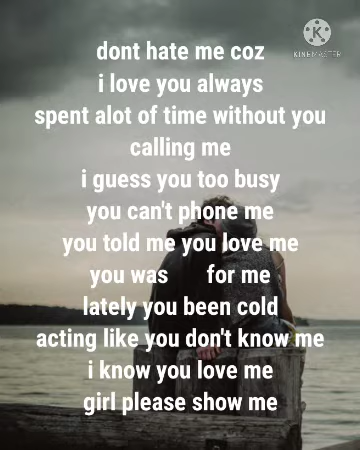 KINEMASTER
dont hate me coz
i love you always
spent alot of time without you
calling me
i guess you too busy
you can't phone me
you told me you love me
you was for me
lately you been cold
acting like you don't know me
i know you love me
girl please show me